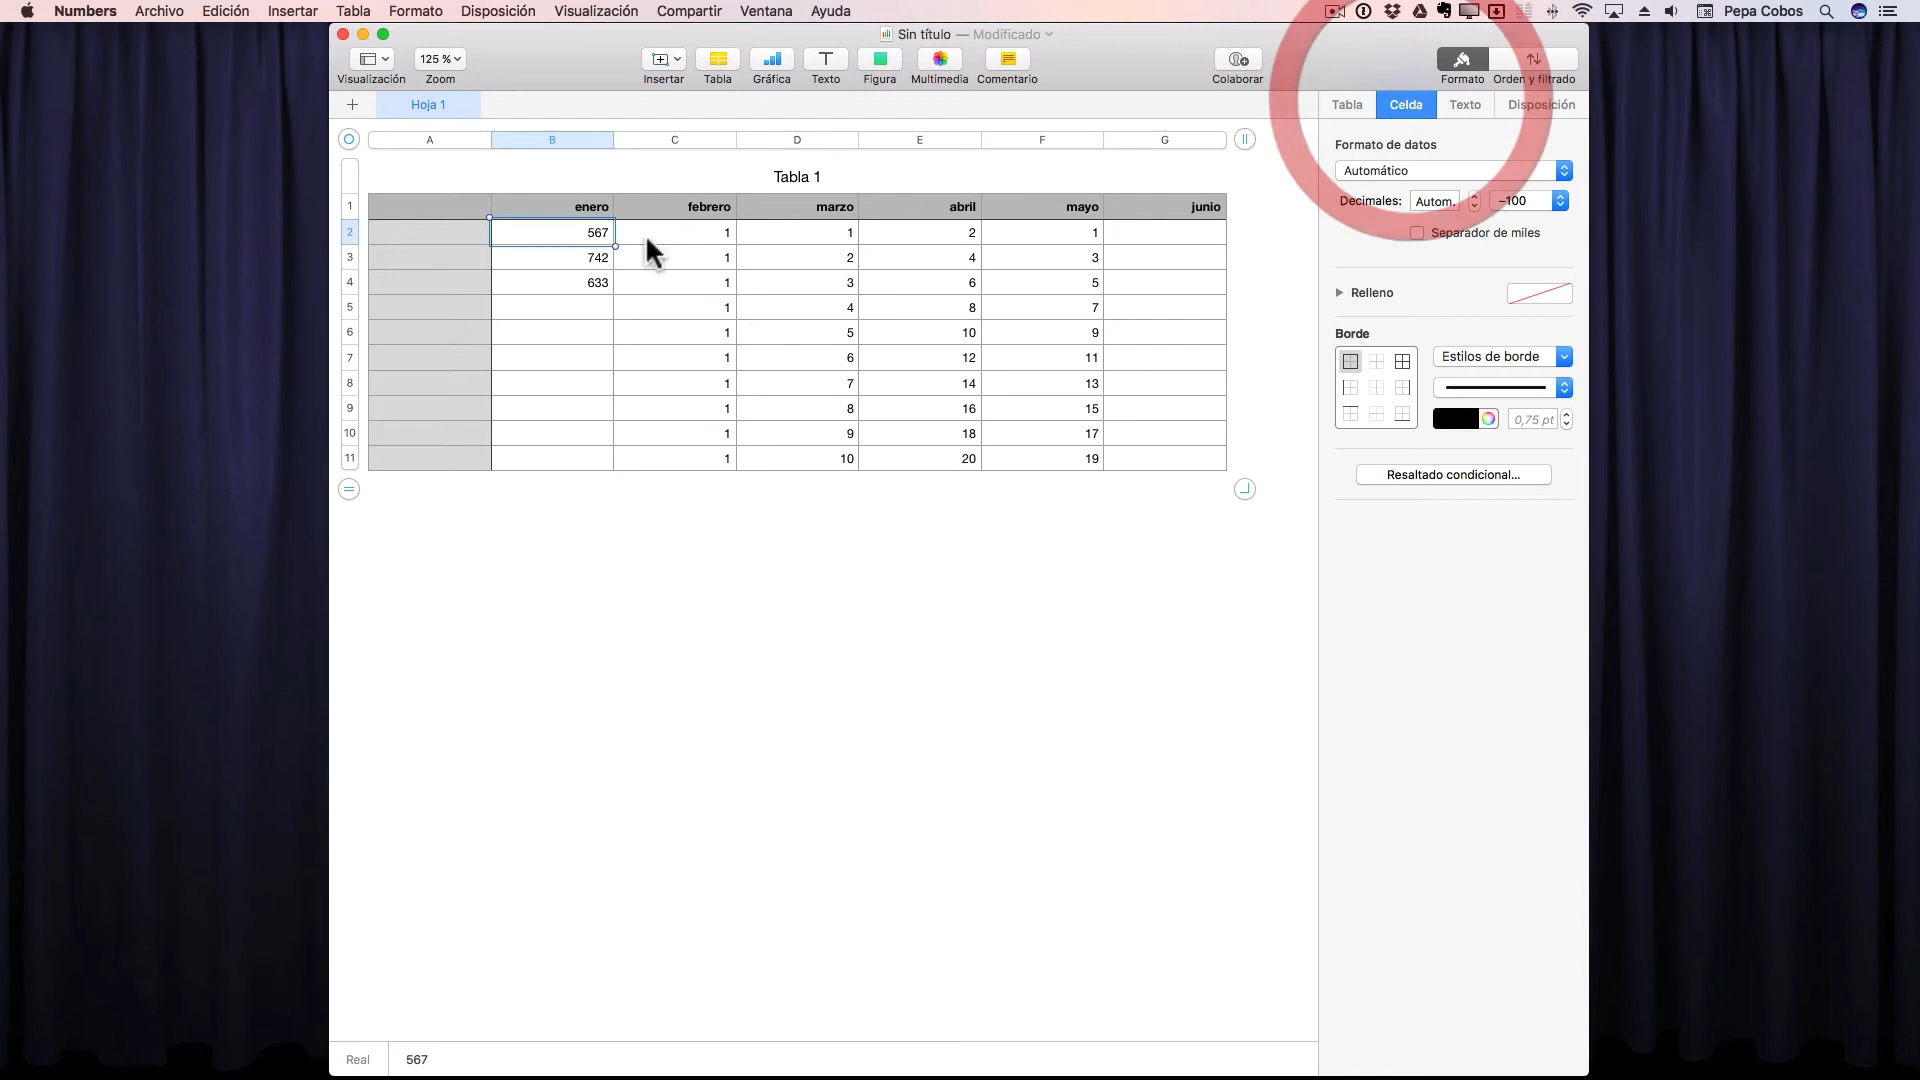 Numbers Archivo Edición Insertar Tabla Formato Disposición Visualización Compartir Ventana Ayuda Pepa Cobos
Sin título — Modificado
125 %
Visualización Zoom Insertar Tabla Gráfica Texto Figura Multimedia Comentario Colaborar Formato Orden y filtrado
Hoja 1
Tabla Celda Texto Disposición
A B C D E F G
Tabla 1
1 enero febrero marzo abril mayo junio
2 567 1 1 2 1
3 742 1 2 4 3
4 633 1 3 6 5
5 1 4 8 7
6 1 5 10 9
7 1 6 12 11
8 1 7 14 13
9 1 8 16 15
10 1 9 18 17
11 1 10 20 19
Formato de datos
Automático
Decimales: Autom. –100
Separador de miles
Relleno
Borde
Estilos de borde
0,75 pt
Resaltado condicional...
Real 567